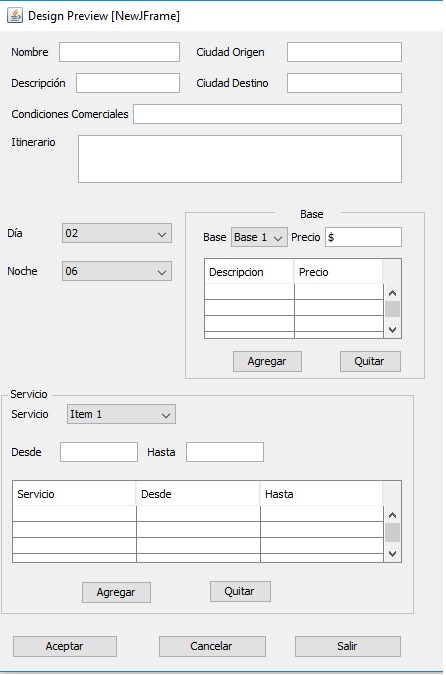 Design Preview [NewJFrame]
Nombre Ciudad Origen
Descripción Ciudad Destino
Condiciones Comerciales
Itinerario
Base
Día 02
Base Base 1 Precio $
Noche 06
Descripcion Precio
Agregar Quitar
Servicio
Servicio Item 1
Desde Hasta
Servicio Desde Hasta
Agregar Quitar
Aceptar Cancelar Salir